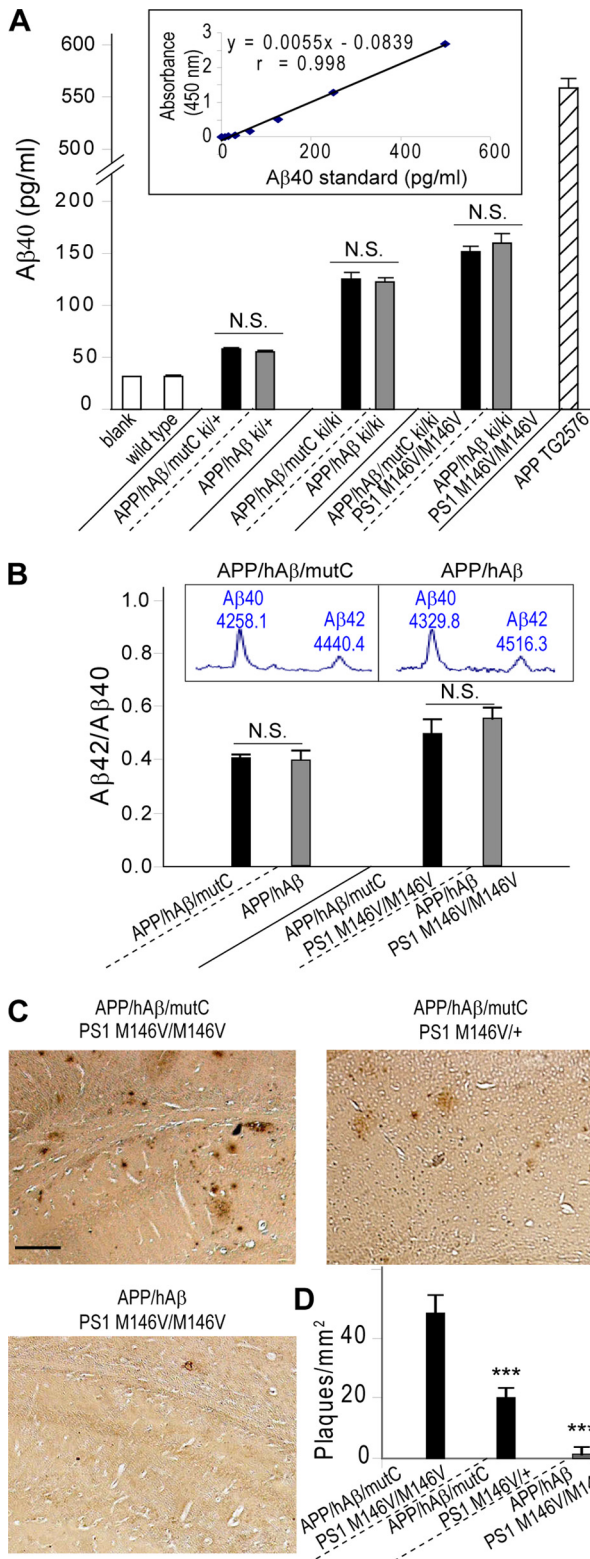 A
600
550
500
200
150
100
50
0
Aβ40 (pg/ml)
y = 0.0055x - 0.0839
r = 0.998
Absorbance
(450 nm)
3
2
1
0
0
200
400
600
Aβ40 standard (pg/ml)
N.S.
N.S.
N.S.
blank
wild type
APP/hAβ/mutC ki/+
APP/hAβ ki/+
APP/hAβ/mutC ki/ki
APP/hAβ ki/ki
APP/hAβ/mutC ki/ki
PS1 M146V/M146V
APP/hAβ ki/ki
PS1 M146V/M146V
APP TG2576
B
APP/hAβ/mutC
APP/hAβ
Aβ40
4258.1
Aβ42
4440.4
Aβ40
4329.8
Aβ42
4516.3
1.0
0.8
0.6
0.4
0.2
0.0
Aβ42/Aβ40
N.S.
N.S.
APP/hAβ/mutC
APP/hAβ
APP/hAβ/mutC
PS1 M146V/M146V
APP/hAβ
PS1 M146V/M146V
C
APP/hAβ/mutC
PS1 M146V/M146V
APP/hAβ/mutC
PS1 M146V/+
APP/hAβ
PS1 M146V/M146V
D
Plaques/mm²
40
20
0
***
***
APP/hAβ/mutC
PS1 M146V/M146V
APP/hAβ/mutC
PS1 M146V/+
APP/hAβ